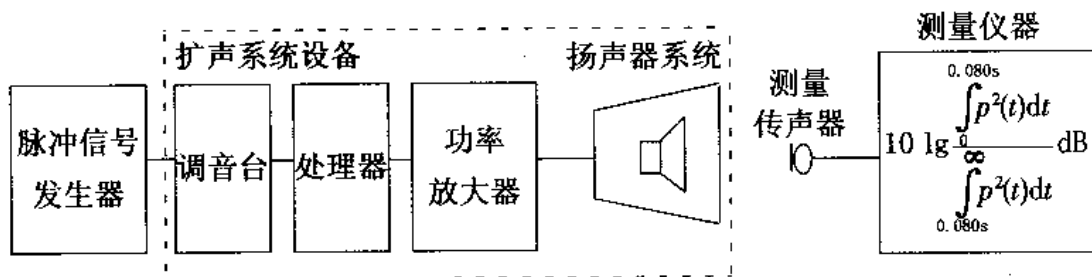 测量仪器
扩声系统设备
扬声器系统
脉冲信号
发生器
调音台
处理器
功率
放大器
测量
传声器
0.080s
∫p²(t)dt
0
10 lg
dB
∞
∫p²(t)dt
0.080s